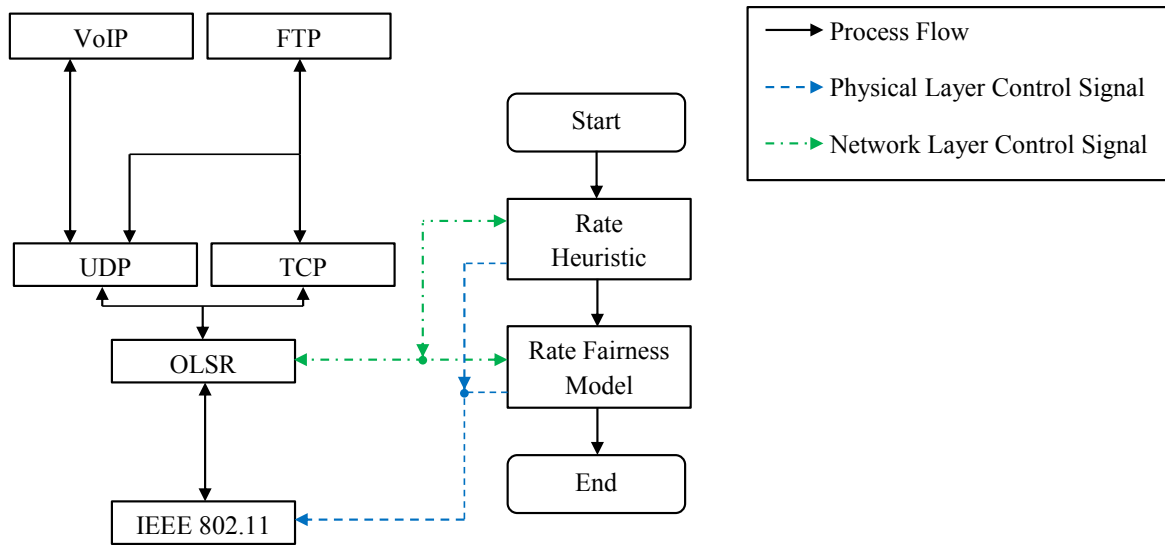 VoIP
FTP
Process Flow
Physical Layer Control Signal
Network Layer Control Signal
Start
Rate
Heuristic
UDP
TCP
OLSR
Rate Fairness
Model
End
IEEE 802.11